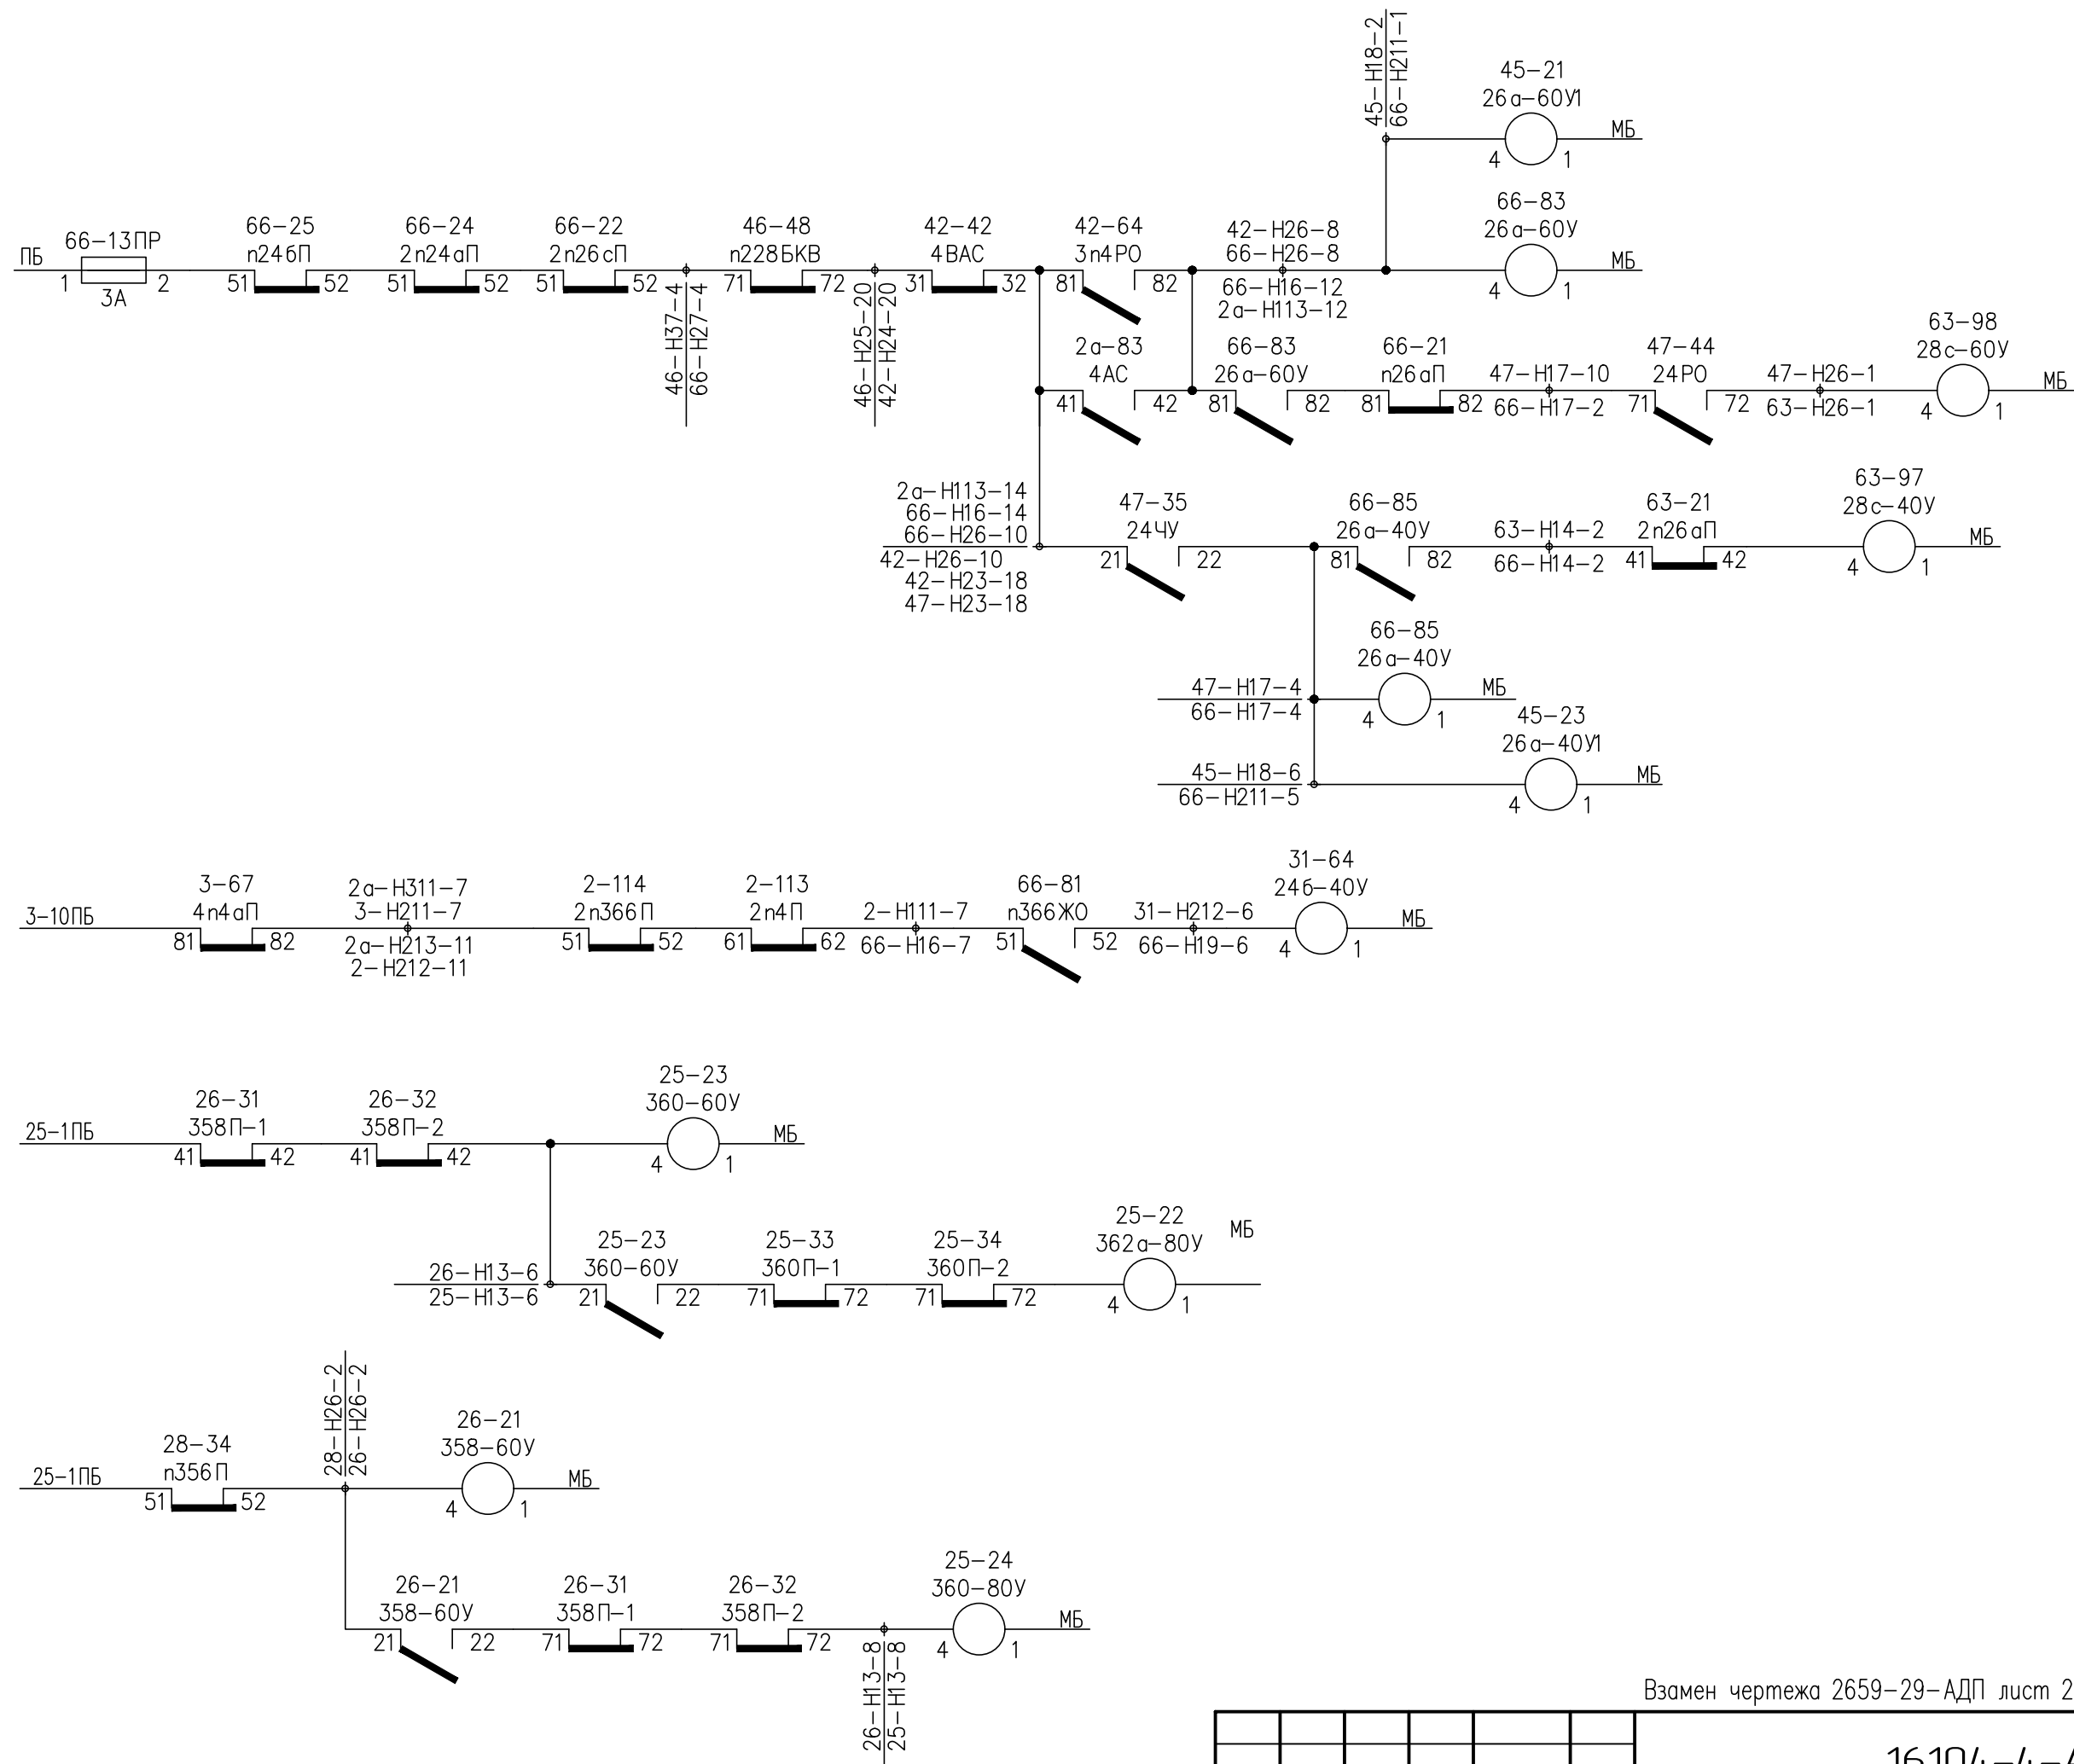 45-Н18-2
66-Н211-1
45-21
26а-60У1
4
1
МБ
66-83
26а-60У
4
1
МБ
ПБ
66-13ПР
1
2
3А
66-25
п24бП
51
52
66-24
2п24аП
51
52
66-22
2п26сП
51
52
46-Н37-4
66-Н27-4
46-48
п228БКВ
71
72
46-Н25-20
42-Н24-20
42-42
4ВАС
31
32
42-64
3п4РО
81
82
42-Н26-8
66-Н26-8
66-Н16-12
2а-Н113-12
2а-83
4АС
41
42
66-83
26а-60У
81
82
66-21
п26аП
81
82
47-Н17-10
66-Н17-2
47-44
24РО
71
72
47-Н26-1
63-Н26-1
63-98
28с-60У
4
1
МБ
2а-Н113-14
66-Н16-14
66-Н26-10
42-Н26-10
42-Н23-18
47-Н23-18
47-35
24ЧУ
21
22
66-85
26а-40У
81
82
63-Н14-2
66-Н14-2
63-21
2п26аП
41
42
63-97
28с-40У
4
1
МБ
47-Н17-4
66-Н17-4
66-85
26а-40У
4
1
МБ
45-Н18-6
66-Н211-5
45-23
26а-40У1
4
1
МБ
3-10ПБ
3-67
4п4аП
81
82
2а-Н311-7
3-Н211-7
2а-Н213-11
2-Н212-11
2-114
2п366П
51
52
2-113
2п4П
61
62
2-Н111-7
66-Н16-7
66-81
п366ЖО
51
52
31-Н212-6
66-Н19-6
31-64
24б-40У
4
1
МБ
25-1ПБ
26-31
358П-1
41
42
26-32
358П-2
41
42
25-23
360-60У
4
1
МБ
26-Н13-6
25-Н13-6
25-23
360-60У
21
22
25-33
360П-1
71
72
25-34
360П-2
71
72
25-22
362а-80У
4
1
МБ
25-1ПБ
28-34
п356П
51
52
28-Н26-2
26-Н26-2
26-21
358-60У
4
1
МБ
26-21
358-60У
21
22
26-31
358П-1
71
72
26-32
358П-2
71
72
26-Н13-8
25-Н13-8
25-24
360-80У
4
1
МБ
Взамен чертежа 2659-29-АДП лист 2